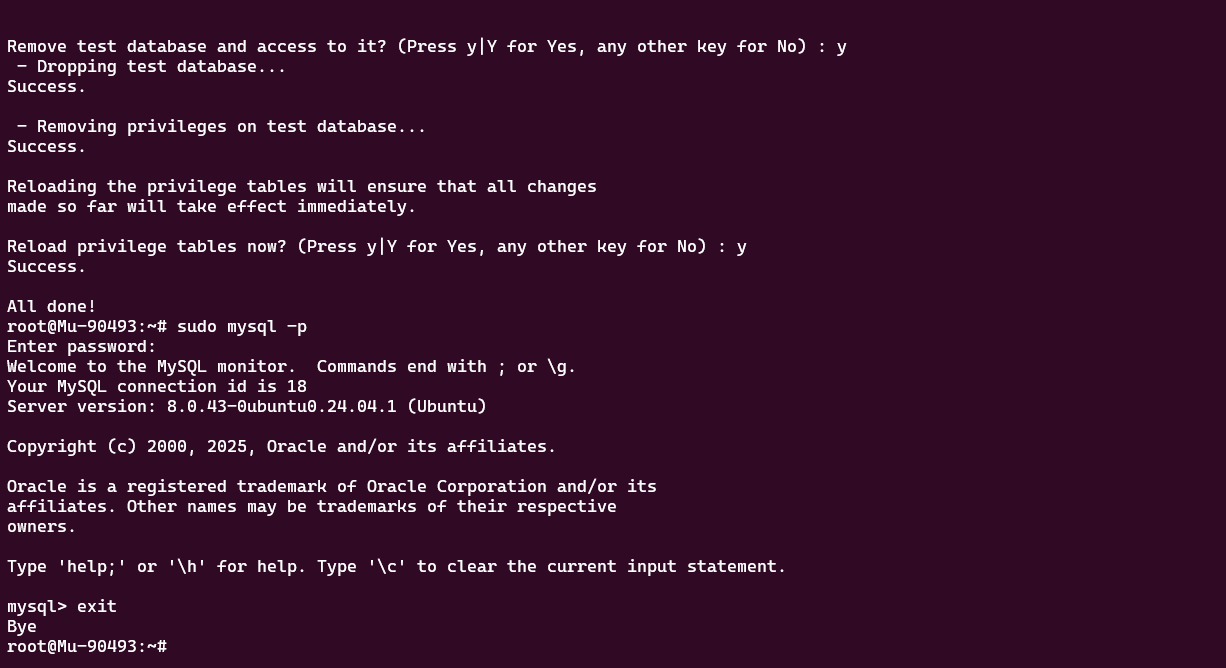 Remove test database and access to it? (Press y|Y for Yes, any other key for No) : y
 - Dropping test database...
Success.

 - Removing privileges on test database...
Success.

Reloading the privilege tables will ensure that all changes
made so far will take effect immediately.

Reload privilege tables now? (Press y|Y for Yes, any other key for No) : y
Success.

All done!
root@Mu-90493:~# sudo mysql -p
Enter password:
Welcome to the MySQL monitor.  Commands end with ; or \g.
Your MySQL connection id is 18
Server version: 8.0.43-0ubuntu0.24.04.1 (Ubuntu)

Copyright (c) 2000, 2025, Oracle and/or its affiliates.

Oracle is a registered trademark of Oracle Corporation and/or its
affiliates. Other names may be trademarks of their respective
owners.

Type 'help;' or '\h' for help. Type '\c' to clear the current input statement.

mysql> exit
Bye
root@Mu-90493:~#